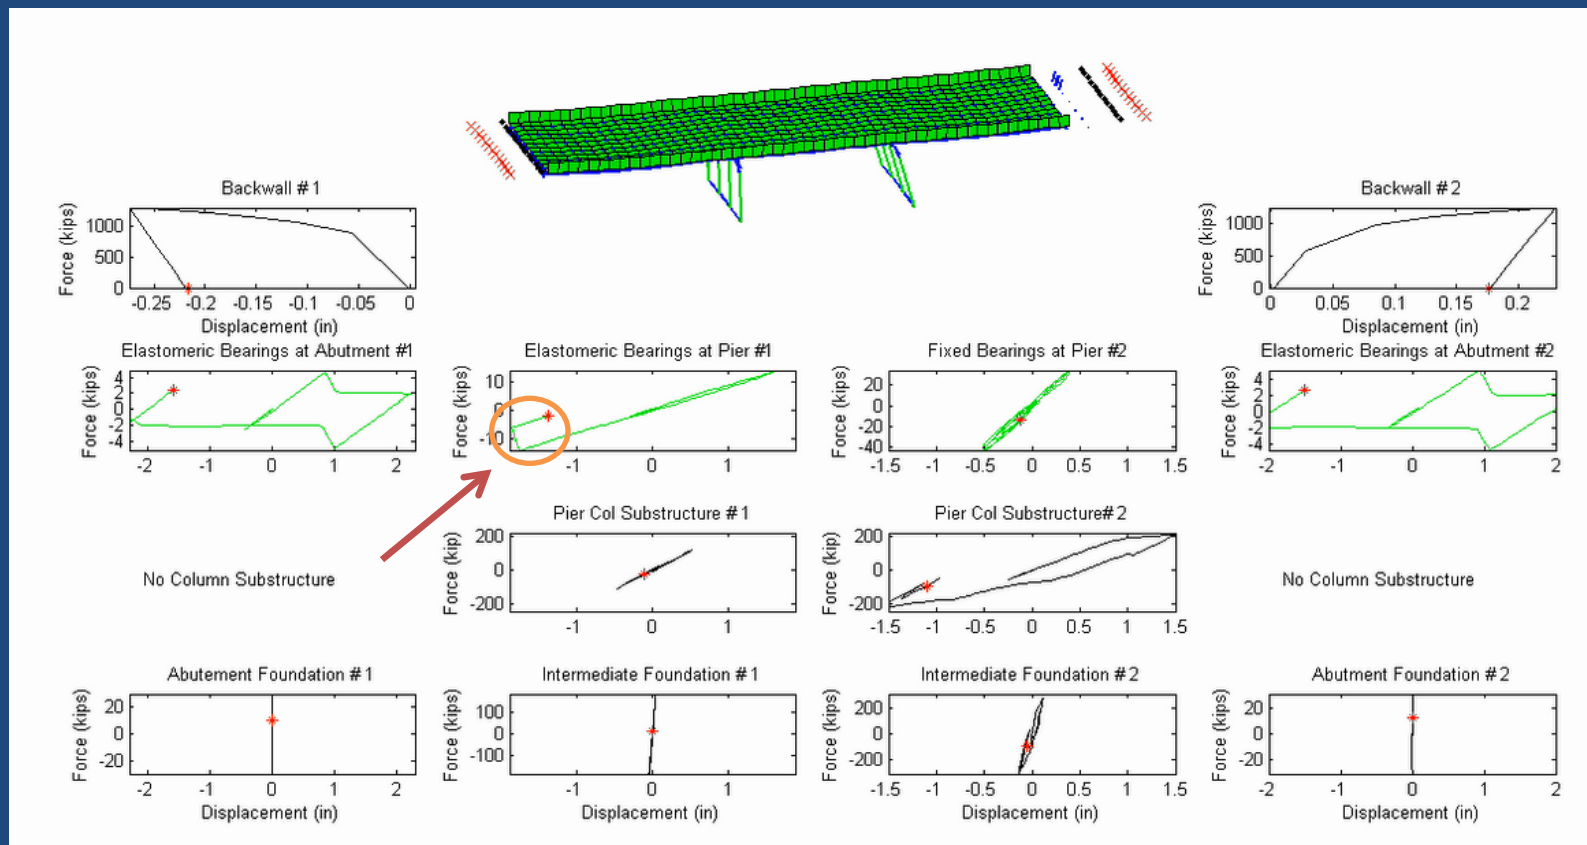 Backwall #1
Force (kips)
1000
500
0
-0.25 -0.2 -0.15 -0.1 -0.05 0
Displacement (in)
Backwall #2
Force (kips)
1000
500
0
0 0.05 0.1 0.15 0.2
Displacement (in)
Elastomeric Bearings at Abutment #1
Force (kips)
4
2
0
-2
-4
-2 -1 0 1 2
Elastomeric Bearings at Pier #1
Force (kips)
10
0
-10
-1 0 1
Fixed Bearings at Pier #2
Force (kips)
20
0
-20
-40
-1.5 -1 -0.5 0 0.5 1 1.5
Elastomeric Bearings at Abutment #2
Force (kips)
4
2
0
-2
-4
-2 -1 0 1 2
No Column Substructure
Pier Col Substructure #1
Force (kip)
200
0
-200
-1 0 1
Pier Col Substructure#2
Force (kip)
200
0
-200
-1.5 -1 -0.5 0 0.5 1 1.5
No Column Substructure
Abutement Foundation #1
Force (kips)
20
0
-20
-2 -1 0 1 2
Displacement (in)
Intermediate Foundation #1
Force (kips)
100
0
-100
-1 0 1
Displacement (in)
Intermediate Foundation #2
Force (kips)
200
0
-200
-1.5 -1 -0.5 0 0.5 1 1.5
Displacement (in)
Abutment Foundation #2
Force (kips)
20
0
-20
-2 -1 0 1 2
Displacement (in)